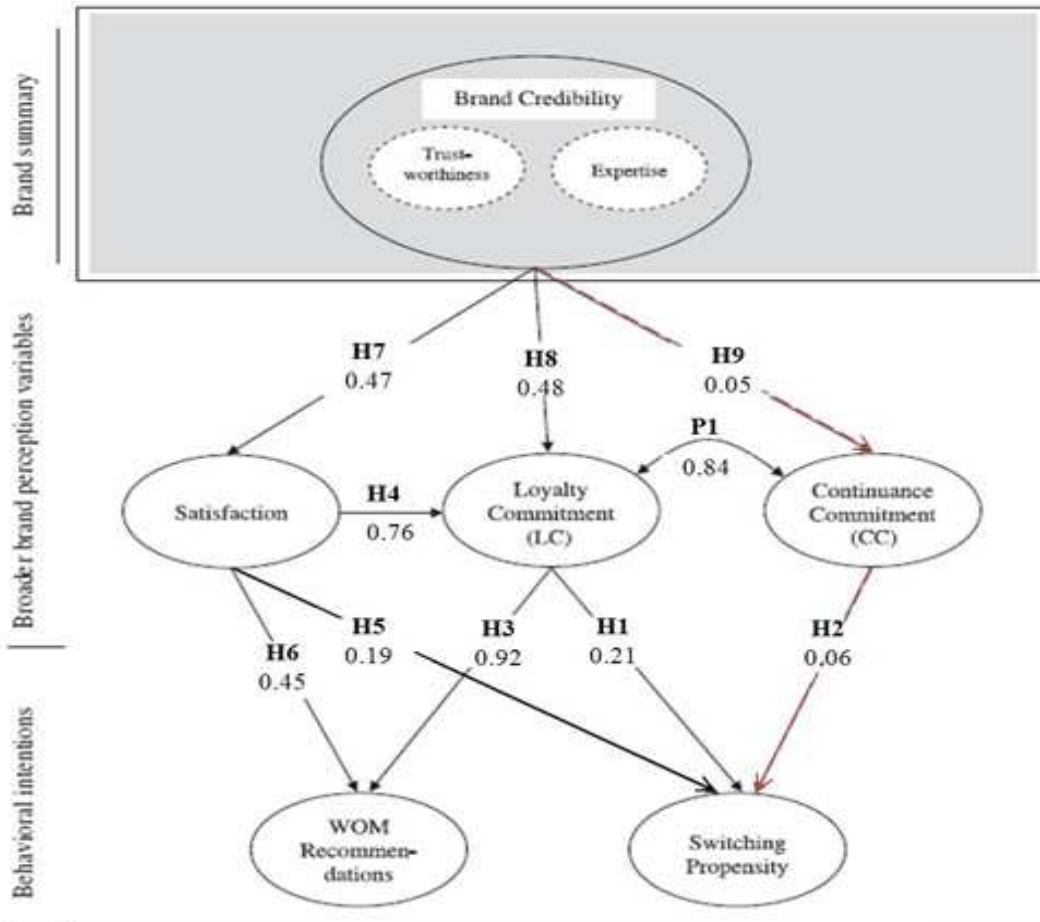 Brand summary
Brand Credibility
Trust-
worthiness
Expertise
Broader brand perception variables
H7
0.47
H8
0.48
H9
0.05
P1
0.84
Satisfaction
H4
0.76
Loyalty
Commitment
(LC)
Continuance
Commitment
(CC)
H6
0.45
H5
0.19
H3
0.92
H1
0.21
H2
0.06
Behavioral intentions
WOM
Recommen-
dations
Switching
Propensity